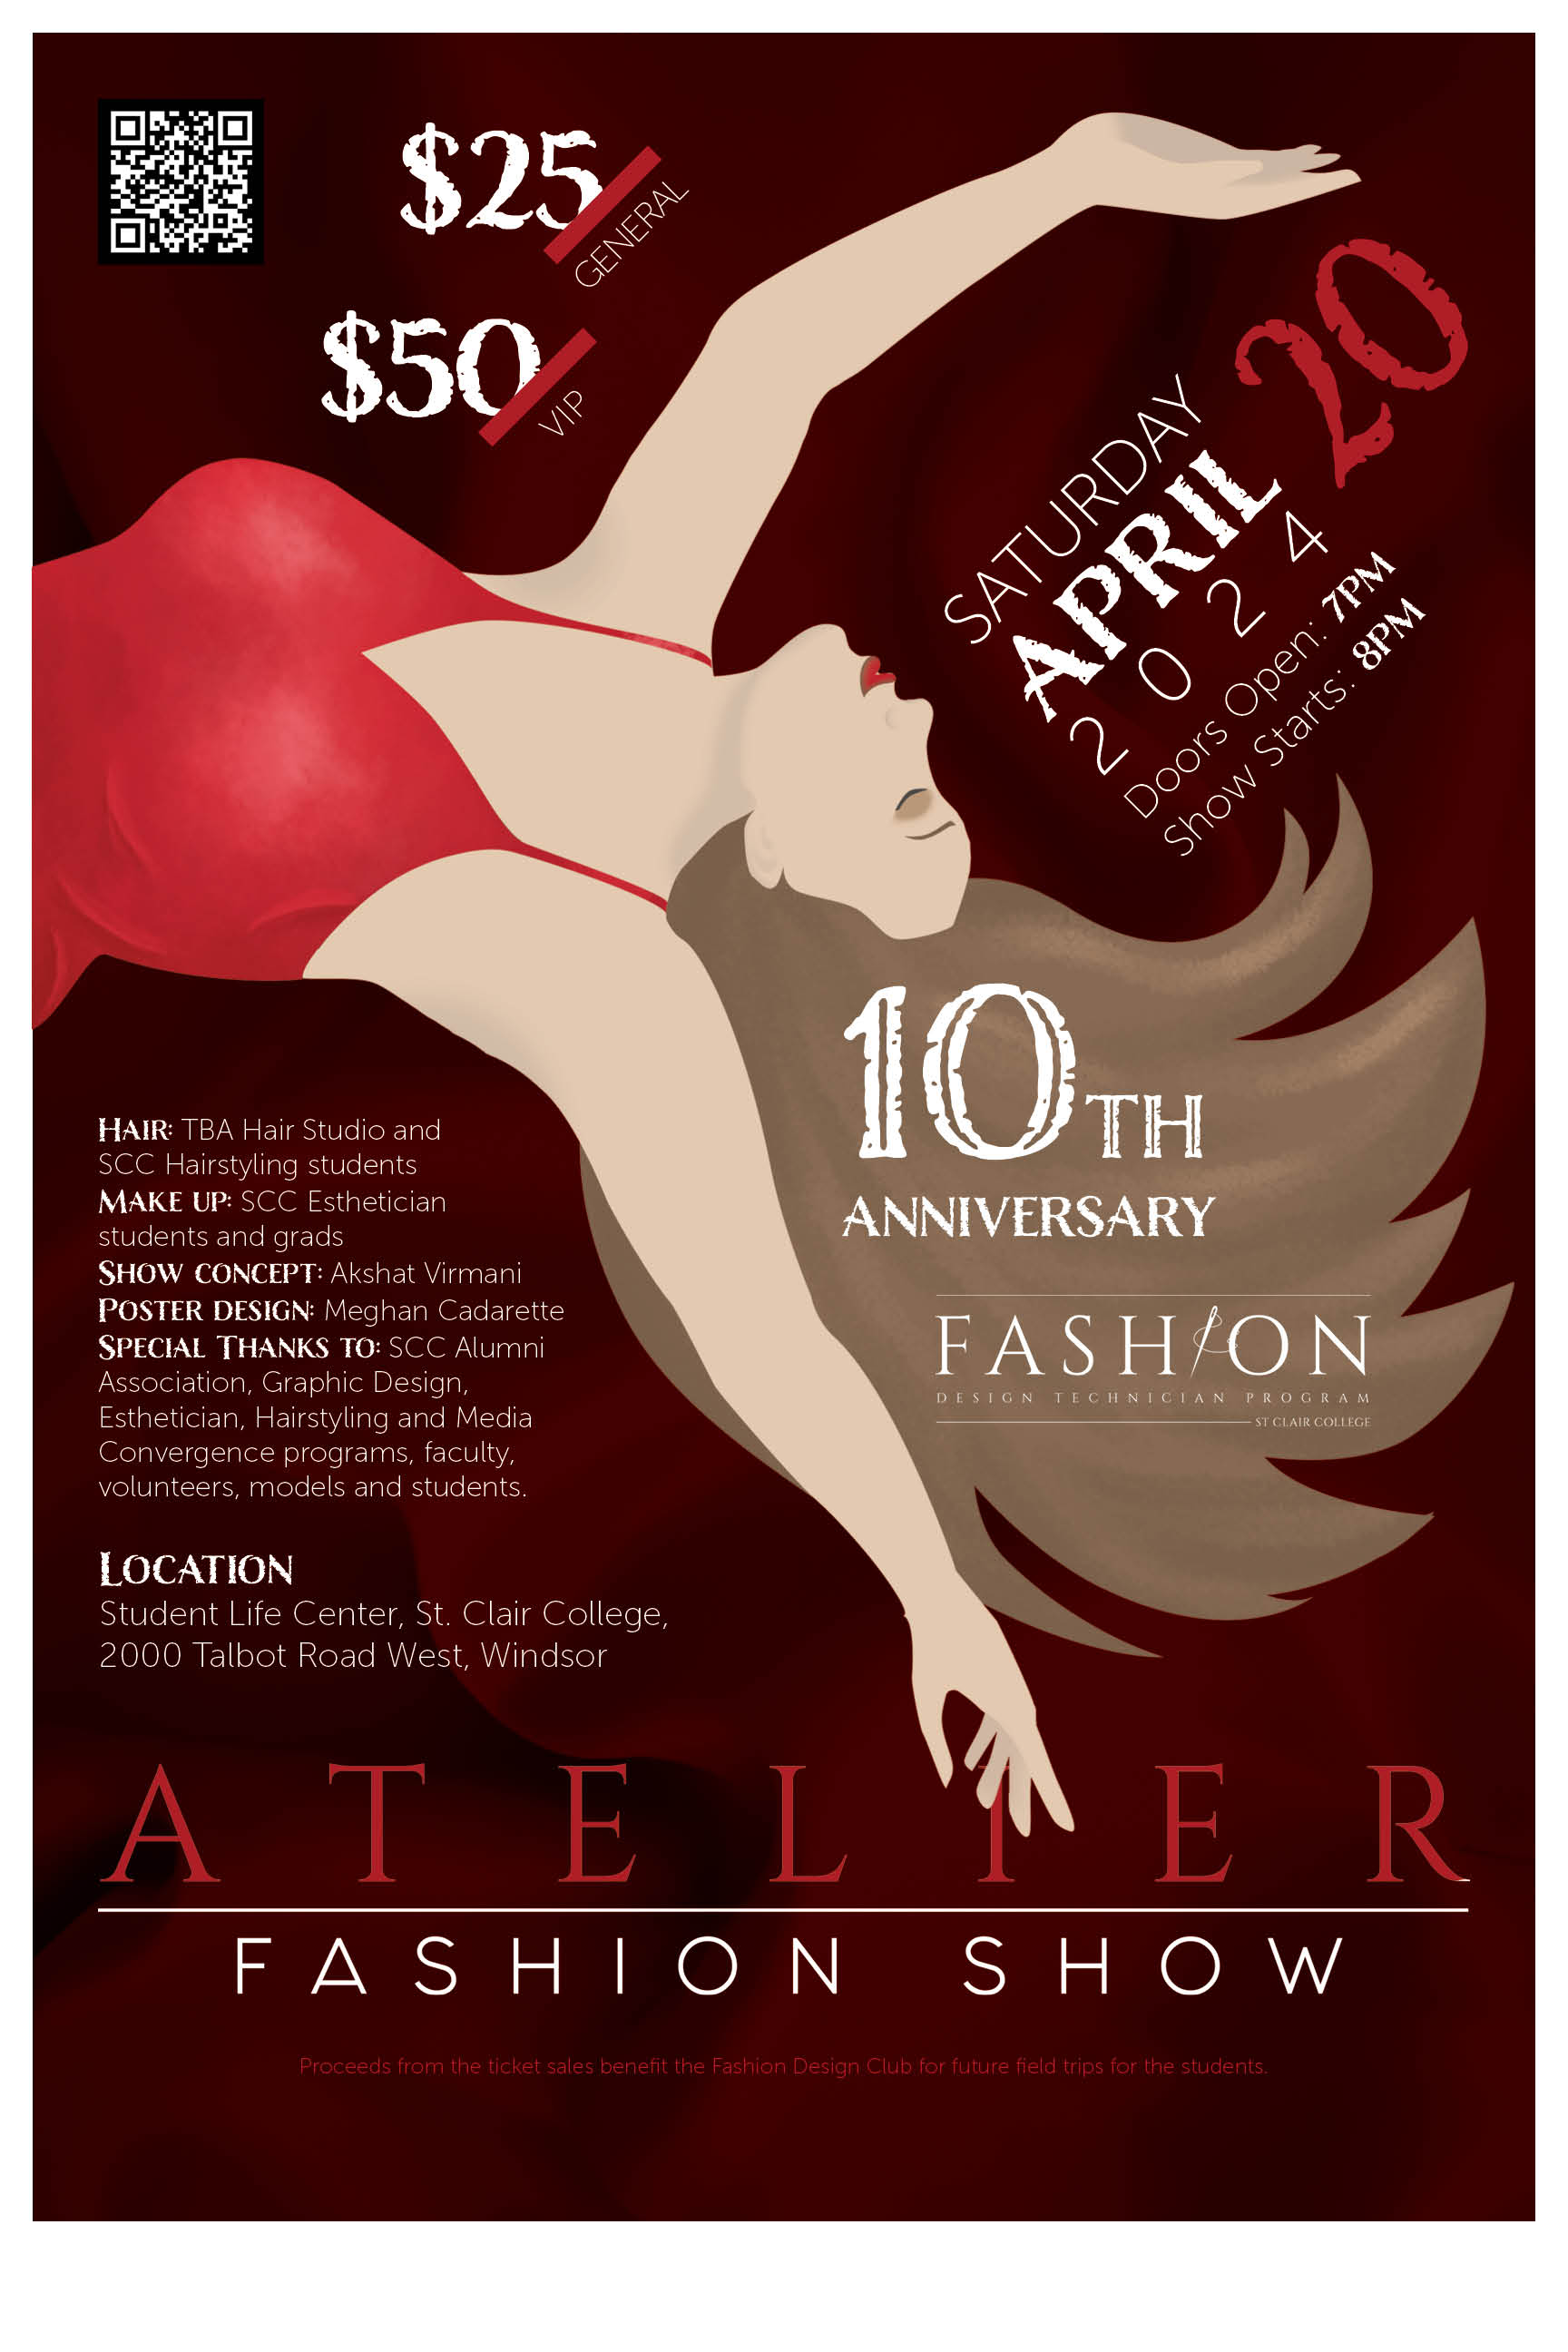 $25
GENERAL
$50
VIP
SATURDAY
APRIL 20
2024
Doors Open: 7PM
Show Starts: 8PM
10TH
ANNIVERSARY
FASHION
DESIGN TECHNICIAN PROGRAM
ST CLAIR COLLEGE
HAIR: TBA Hair Studio and
SCC Hairstyling students
MAKE UP: SCC Esthetician
students and grads
SHOW CONCEPT: Akshat Virmani
POSTER DESIGN: Meghan Cadarette
SPECIAL THANKS TO: SCC Alumni
Association, Graphic Design,
Esthetician, Hairstyling and Media
Convergence programs, faculty,
volunteers, models and students.
LOCATION
Student Life Center, St. Clair College,
2000 Talbot Road West, Windsor
ATELIER
FASHION SHOW
Proceeds from the ticket sales benefit the Fashion Design Club for future field trips for the students.